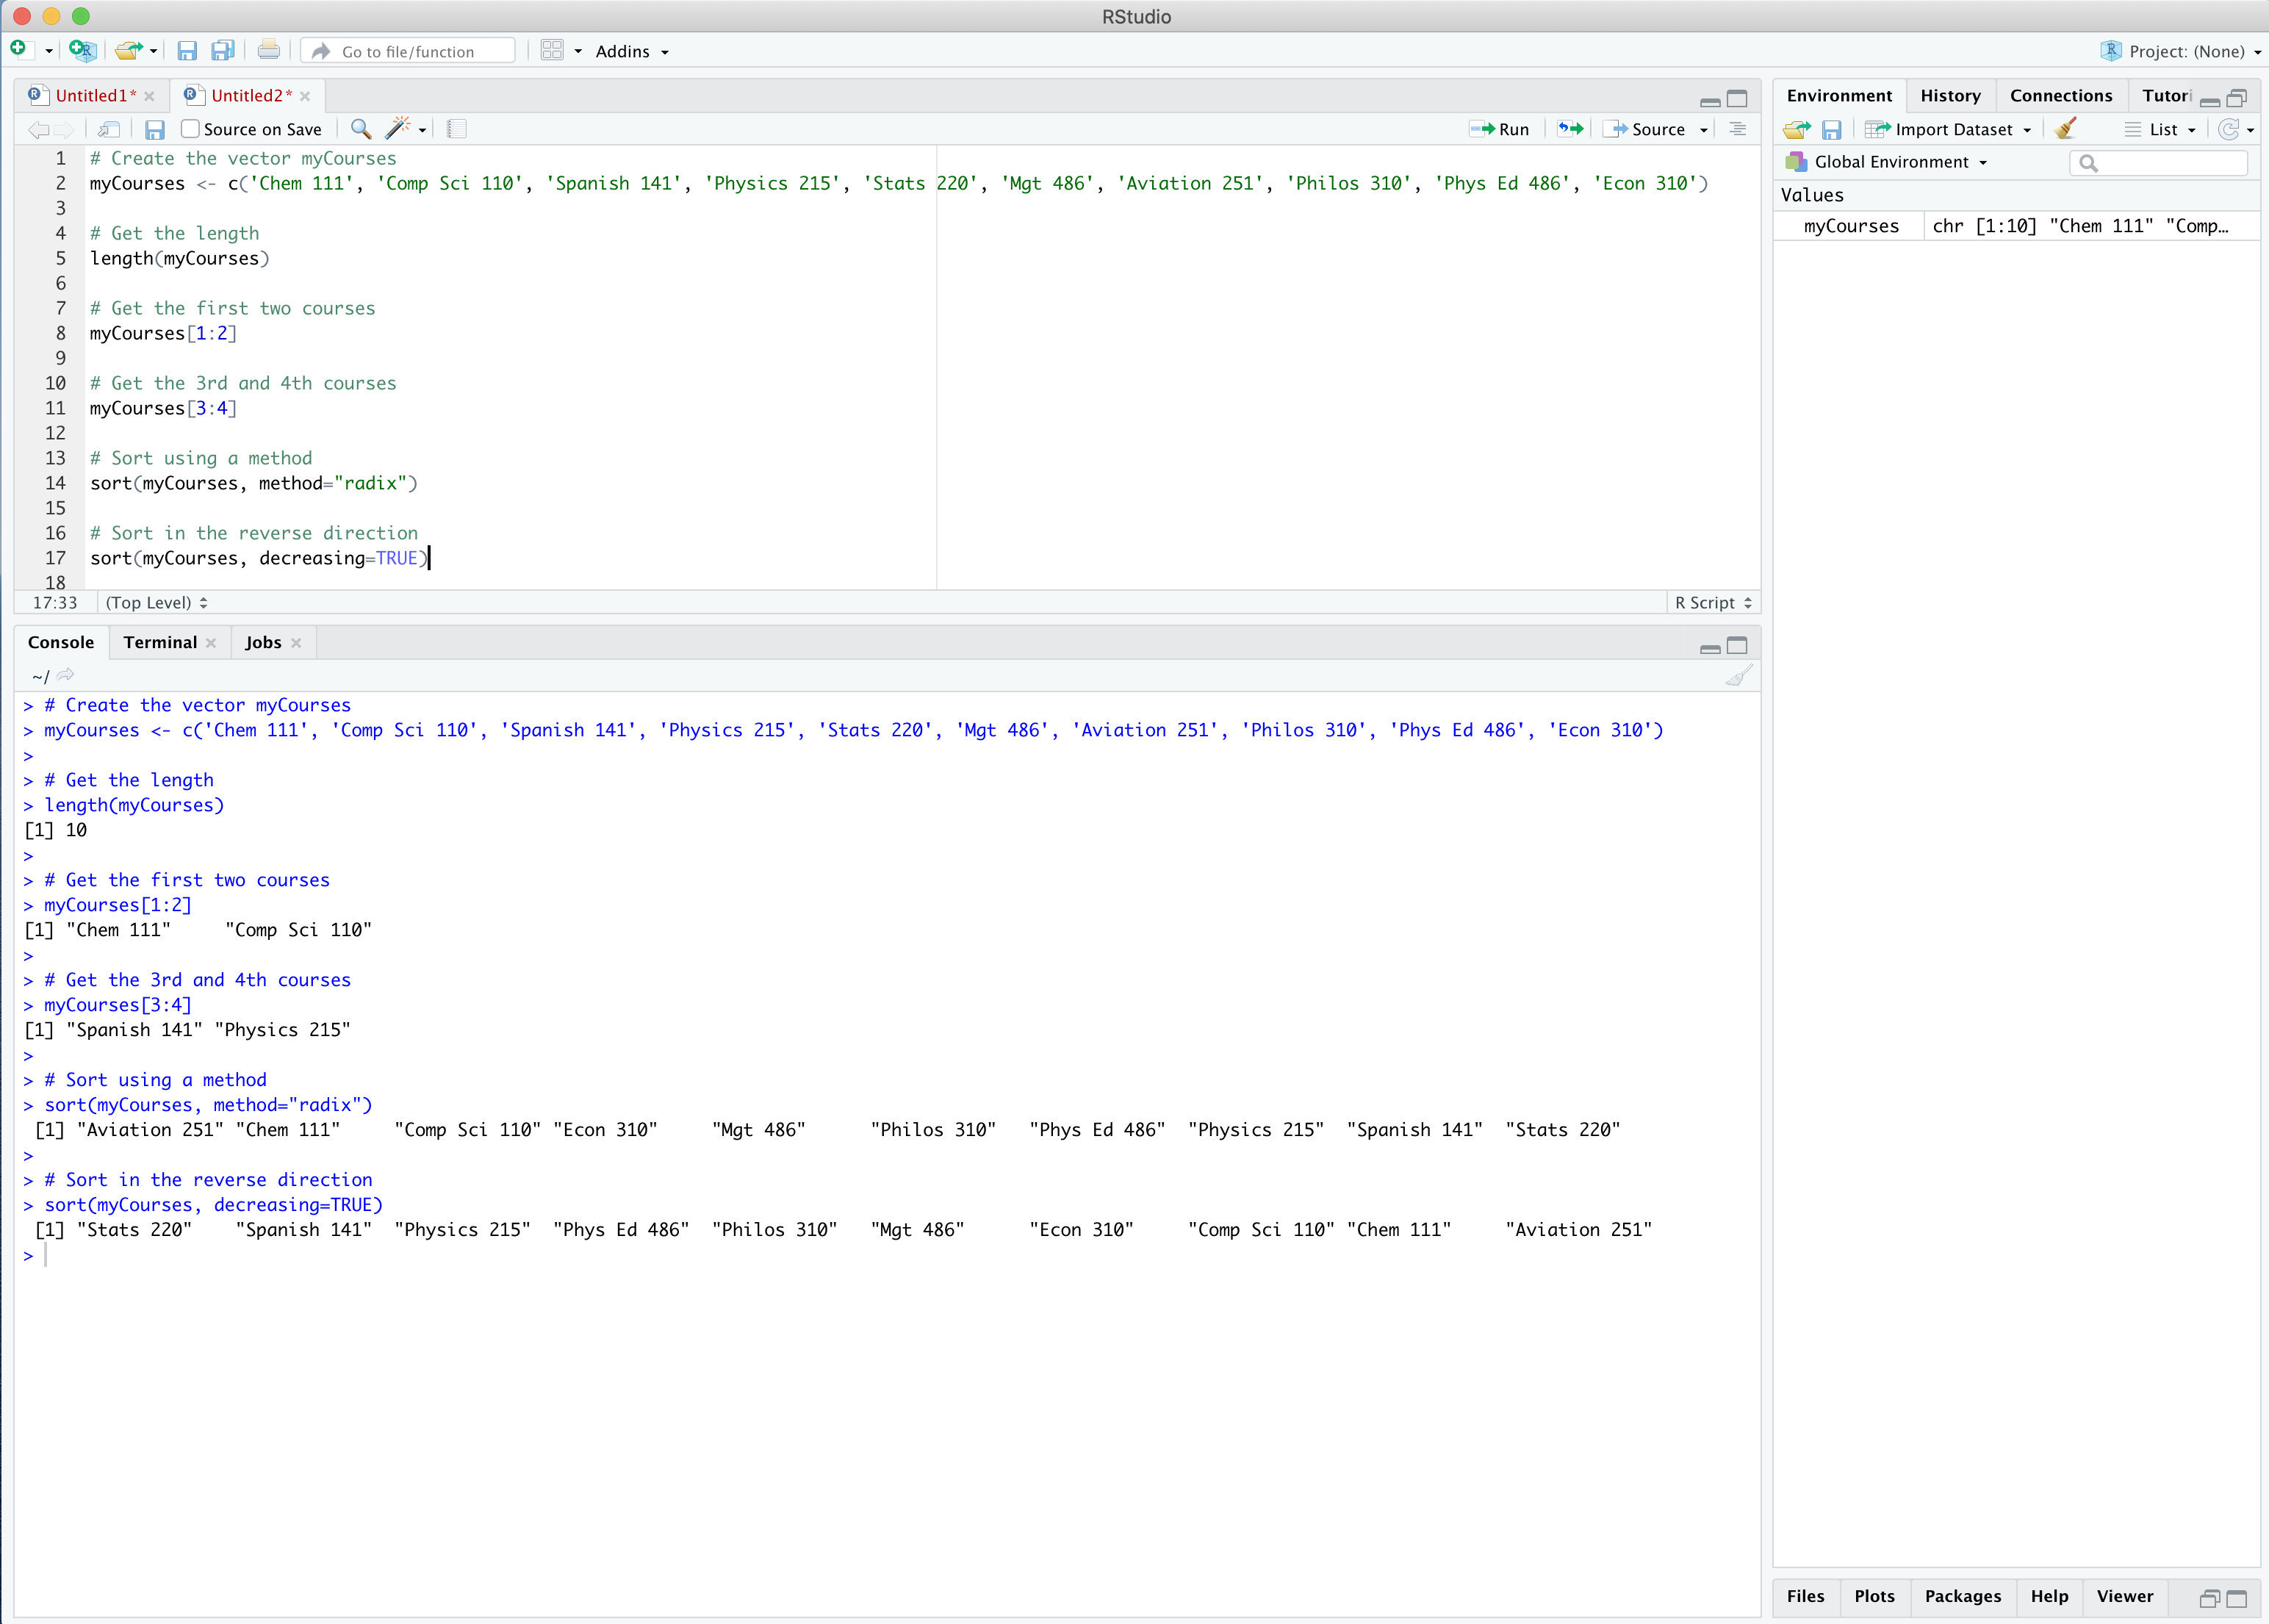 RStudio
Go to file/function
Addins
Project: (None)
Untitled1*
Untitled2*
Source on Save
Run
Source
1 # Create the vector myCourses
2 myCourses <- c('Chem 111', 'Comp Sci 110', 'Spanish 141', 'Physics 215', 'Stats 220', 'Mgt 486', 'Aviation 251', 'Philos 310', 'Phys Ed 486', 'Econ 310')
3
4 # Get the length
5 length(myCourses)
6
7 # Get the first two courses
8 myCourses[1:2]
9
10 # Get the 3rd and 4th courses
11 myCourses[3:4]
12
13 # Sort using a method
14 sort(myCourses, method="radix")
15
16 # Sort in the reverse direction
17 sort(myCourses, decreasing=TRUE)
18
17:33 (Top Level) R Script
Console Terminal Jobs
~/
> # Create the vector myCourses
> myCourses <- c('Chem 111', 'Comp Sci 110', 'Spanish 141', 'Physics 215', 'Stats 220', 'Mgt 486', 'Aviation 251', 'Philos 310', 'Phys Ed 486', 'Econ 310')
>
> # Get the length
> length(myCourses)
[1] 10
>
> # Get the first two courses
> myCourses[1:2]
[1] "Chem 111"     "Comp Sci 110"
>
> # Get the 3rd and 4th courses
> myCourses[3:4]
[1] "Spanish 141" "Physics 215"
>
> # Sort using a method
> sort(myCourses, method="radix")
[1] "Aviation 251" "Chem 111"     "Comp Sci 110" "Econ 310"     "Mgt 486"      "Philos 310"   "Phys Ed 486"  "Physics 215"  "Spanish 141"  "Stats 220"
>
> # Sort in the reverse direction
> sort(myCourses, decreasing=TRUE)
[1] "Stats 220"    "Spanish 141"  "Physics 215"  "Phys Ed 486"  "Philos 310"   "Mgt 486"      "Econ 310"     "Comp Sci 110" "Chem 111"     "Aviation 251"
>
Environment History Connections Tutori
Import Dataset List
Global Environment
Values
myCourses chr [1:10] "Chem 111" "Comp…
Files Plots Packages Help Viewer